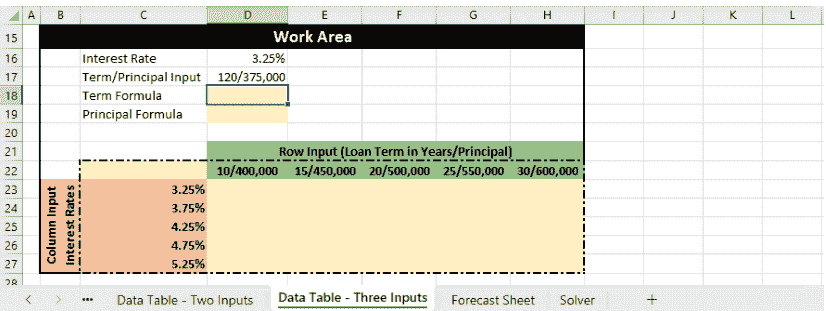 A B C D E F G H I J K L
15 Work Area
16 Interest Rate 3.25%
17 Term/Principal Input 120/375,000
18 Term Formula
19 Principal Formula
20
21 Row Input (Loan Term in Years/Principal)
22 10/400,000 15/450,000 20/500,000 25/550,000 30/600,000
23 3.25%
24 3.75%
25 4.25%
26 4.75%
27 5.25%
Column Input
Interest Rates
28
< > ••• Data Table - Two Inputs Data Table - Three Inputs Forecast Sheet Solver +